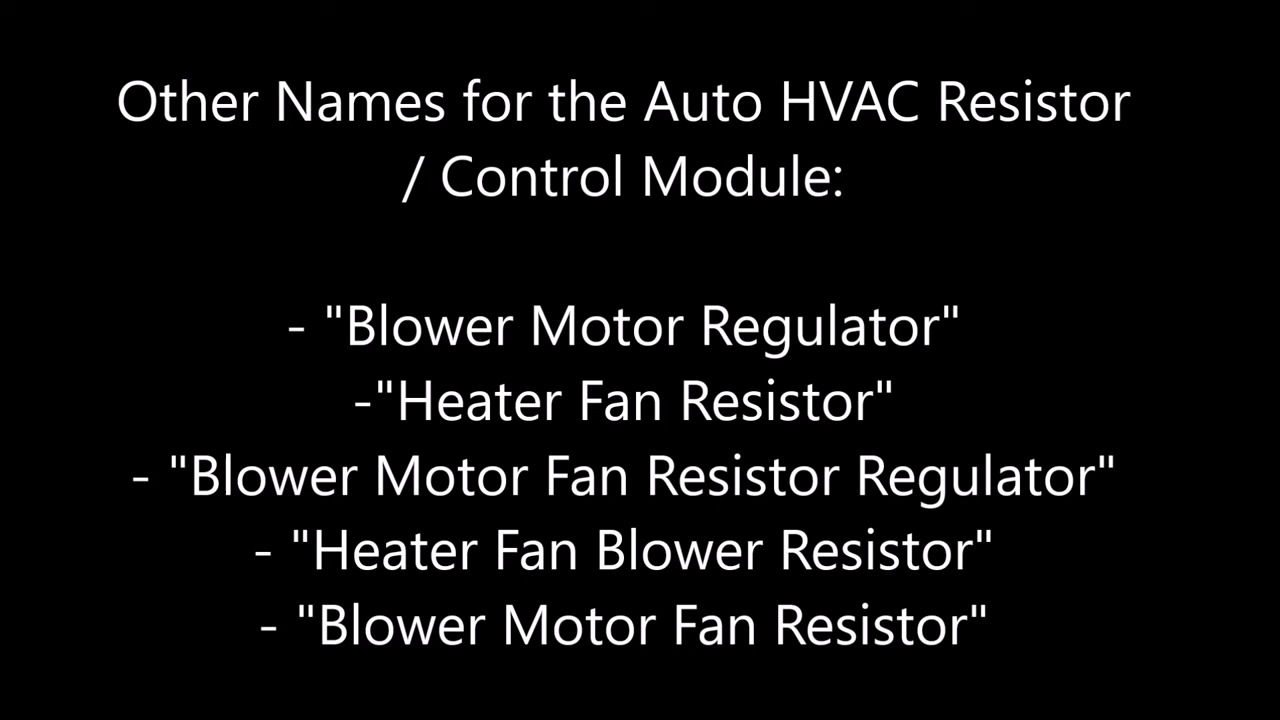 Other Names for the Auto HVAC Resistor
/ Control Module:
- "Blower Motor Regulator"
-"Heater Fan Resistor"
- "Blower Motor Fan Resistor Regulator"
- "Heater Fan Blower Resistor"
- "Blower Motor Fan Resistor"